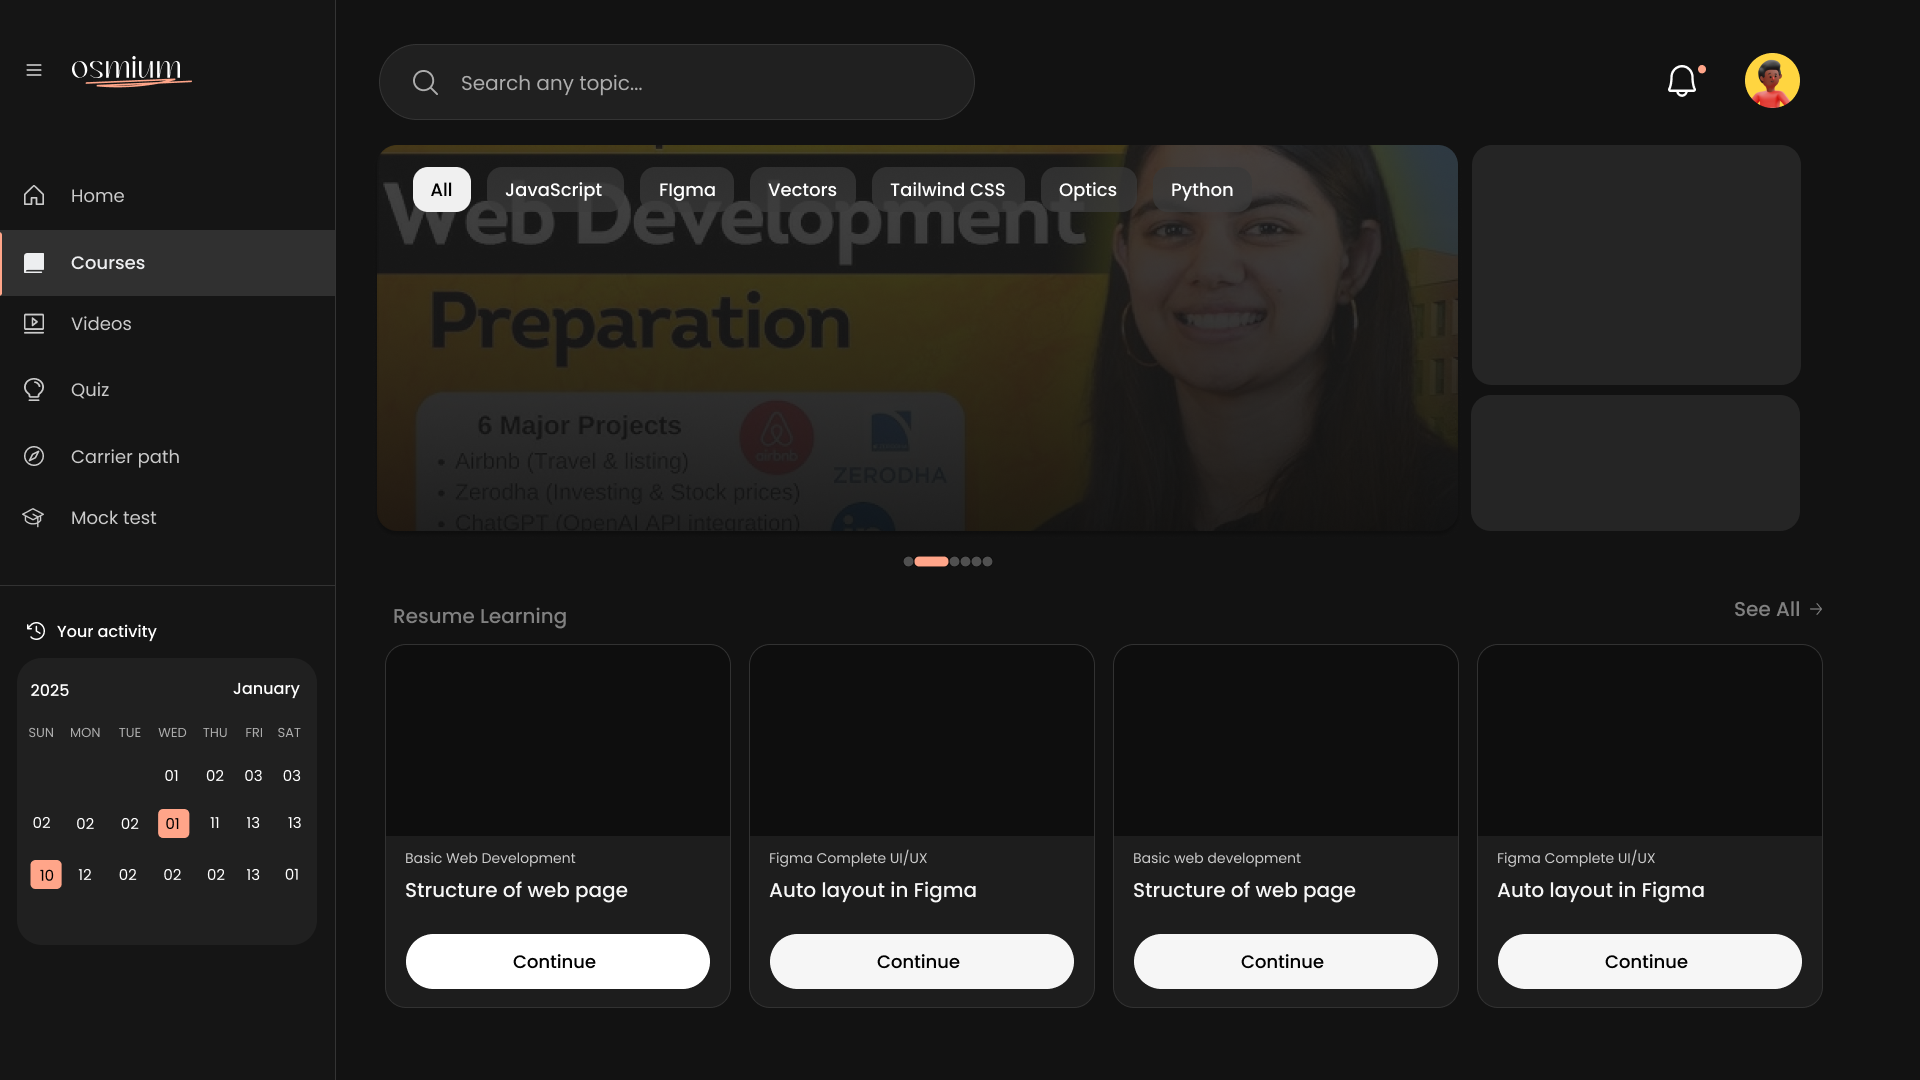 osmium
Search any topic...
Home
Courses
Videos
Quiz
Carrier path
Mock test
Your activity
2025 January
SUN MON TUE WED THU FRI SAT
01 02 03 03
02 02 02 01 11 13 13
10 12 02 02 02 13 01
All JavaScript FIgma Vectors Tailwind CSS Optics Python
Web Development
Preparation
6 Major Projects
• Airbnb (Travel & listing)
• Zerodha (Investing & Stock prices)
• ChatGPT (OpenAI API integration)
airbnb
ZERODHA
in
Resume Learning
See All →
Basic Web Development
Structure of web page
Continue
Figma Complete UI/UX
Auto layout in Figma
Continue
Basic web development
Structure of web page
Continue
Figma Complete UI/UX
Auto layout in Figma
Continue